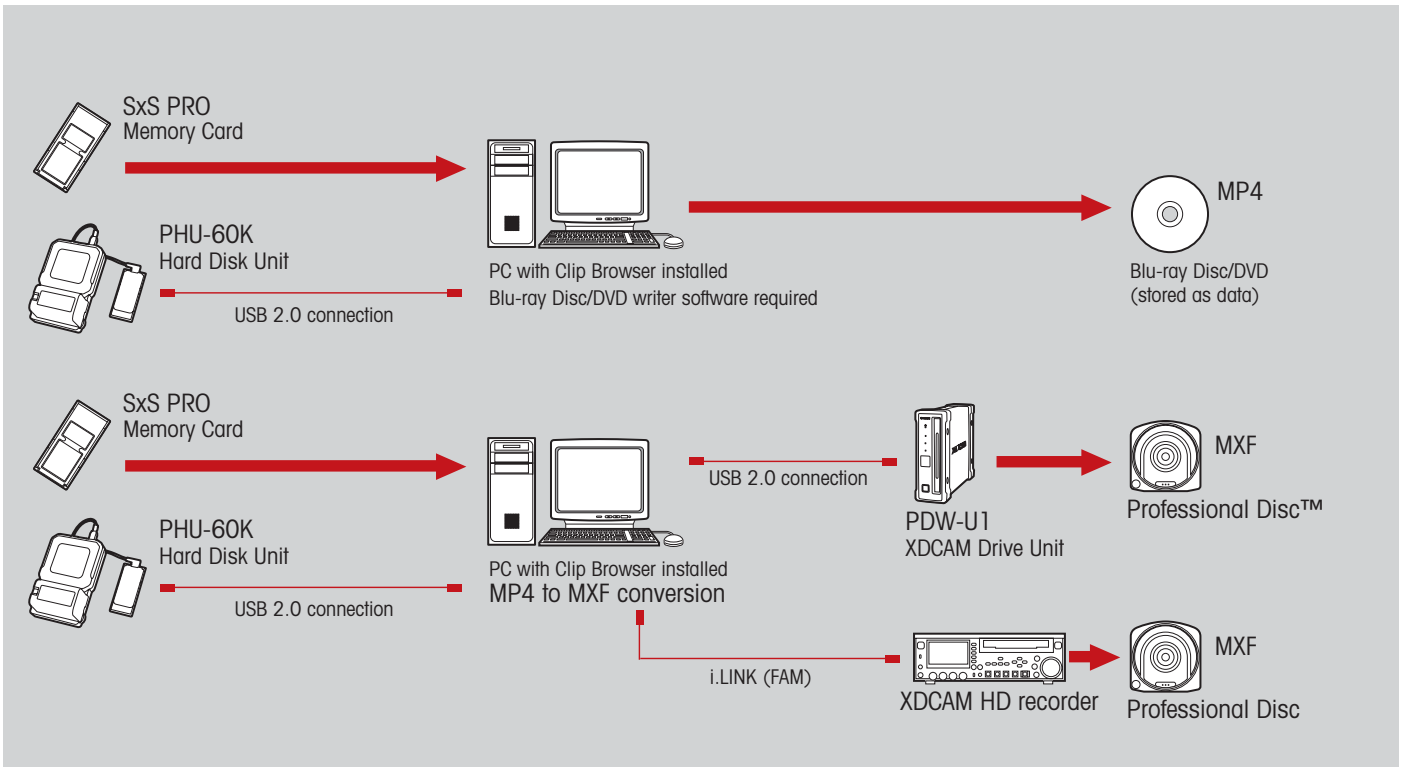 SxS PRO
Memory Card
PHU-60K
Hard Disk Unit
USB 2.0 connection
PC with Clip Browser installed
Blu-ray Disc/DVD writer software required
MP4
Blu-ray Disc/DVD
(stored as data)
SxS PRO
Memory Card
PHU-60K
Hard Disk Unit
USB 2.0 connection
PC with Clip Browser installed
MP4 to MXF conversion
USB 2.0 connection
PDW-U1
XDCAM Drive Unit
MXF
Professional Disc™
i.LINK (FAM)
XDCAM HD recorder
MXF
Professional Disc